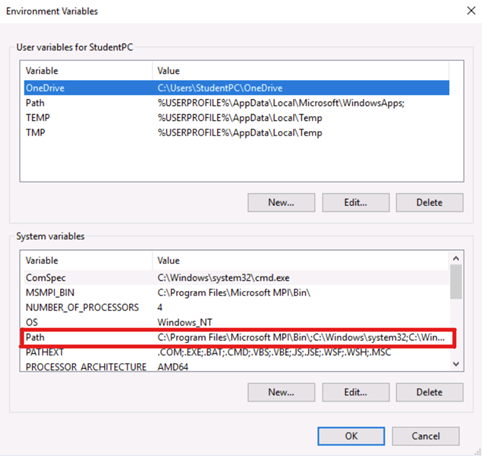 Environment Variables
User variables for StudentPC
Variable Value
OneDrive C:\Users\StudentPC\OneDrive
Path %USERPROFILE%\AppData\Local\Microsoft\WindowsApps;
TEMP %USERPROFILE%\AppData\Local\Temp
TMP %USERPROFILE%\AppData\Local\Temp
New... Edit... Delete
System variables
Variable Value
ComSpec C:\Windows\system32\cmd.exe
MSMPI_BIN C:\Program Files\Microsoft MPI\Bin\
NUMBER_OF_PROCESSORS 4
OS Windows_NT
Path C:\Program Files\Microsoft MPI\Bin\;C:\Windows\system32;C:\Win...
PATHEXT .COM;.EXE;.BAT;.CMD;.VBS;.VBE;.JS;.JSE;.WSF;.WSH;.MSC
PROCESSOR_ARCHITECTURE AMD64
New... Edit... Delete
OK Cancel